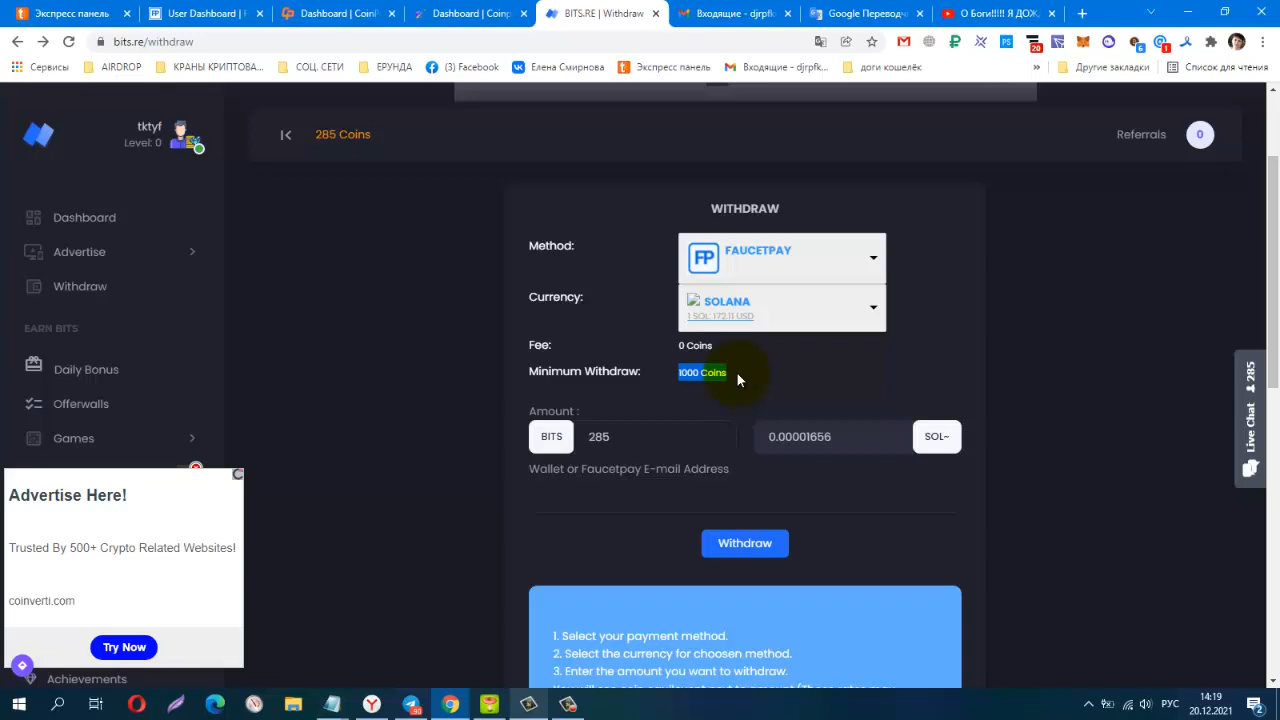 Экспресс панель
User Dashboard |
Dashboard | CoinP
Dashboard | Coinp
BITS.RE | Withdraw
Входящие - djrpfk
Google Переводч
О Боги!!!!! Я ДОЖ
bits.re/withdraw
20
6
1
Сервисы
AIRDROP
КРАНЫ КРИПТОВА...
СОЦ. СЕТИ
ЕРУНДА
(3) Facebook
Елена Смирнова
Экспресс панель
Входящие - djrpfk...
доги кошелёк
»
Другие закладки
Список для чтения
tktyf
Level: 0
285 Coins
Referrals
0
Dashboard
Advertise
Withdraw
EARN BITS
Daily Bonus
Offerwalls
Games
Achievements
WITHDRAW
Method:
FP
FAUCETPAY
Currency:
SOLANA
1 SOL: 172.11 USD
Fee:
0 Coins
Minimum Withdraw:
1000 Coins
Amount :
BITS
285
0.00001656
SOL~
Wallet or Faucetpay E-mail Address
Withdraw
1. Select your payment method.
2. Select the currency for choosen method.
3. Enter the amount you want to withdraw.
Live Chat
285
Advertise Here!
Trusted By 500+ Crypto Related Websites!
coinverti.com
Try Now
РУС
14:19
20.12.2021
2